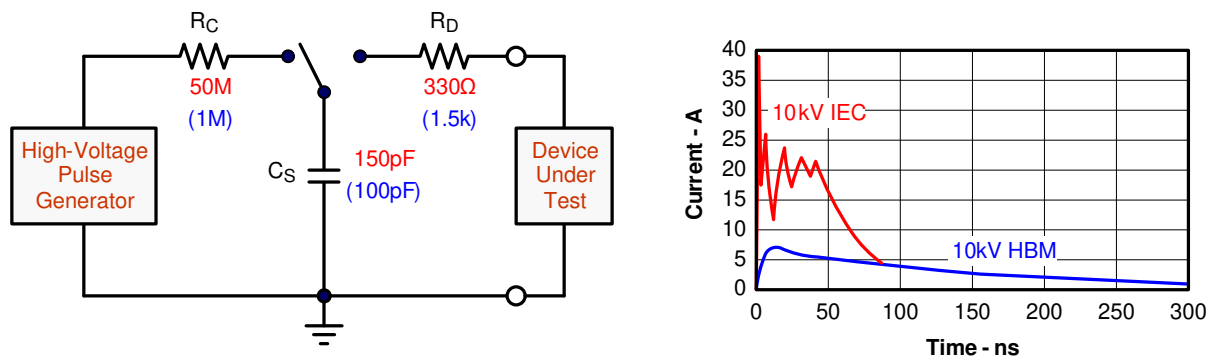 R_C
50M
(1M)
R_D
330Ω
(1.5k)
High-Voltage
Pulse
Generator
C_S
150pF
(100pF)
Device
Under
Test
Current - A
40
35
30
25
20
15
10
5
0
10kV IEC
10kV HBM
0
50
100
150
200
250
300
Time - ns